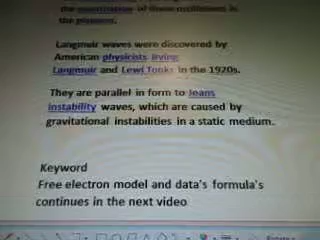 the quantization of these oscillations is
the plasmon.
Langmuir waves were discovered by
American physicists Irving
Langmuir and Lewi Tonks in the 1920s.
They are parallel in form to Jeans
instability waves, which are caused by
gravitational instabilities in a static medium.
Keyword
Free electron model and data's formula's
continues in the next video